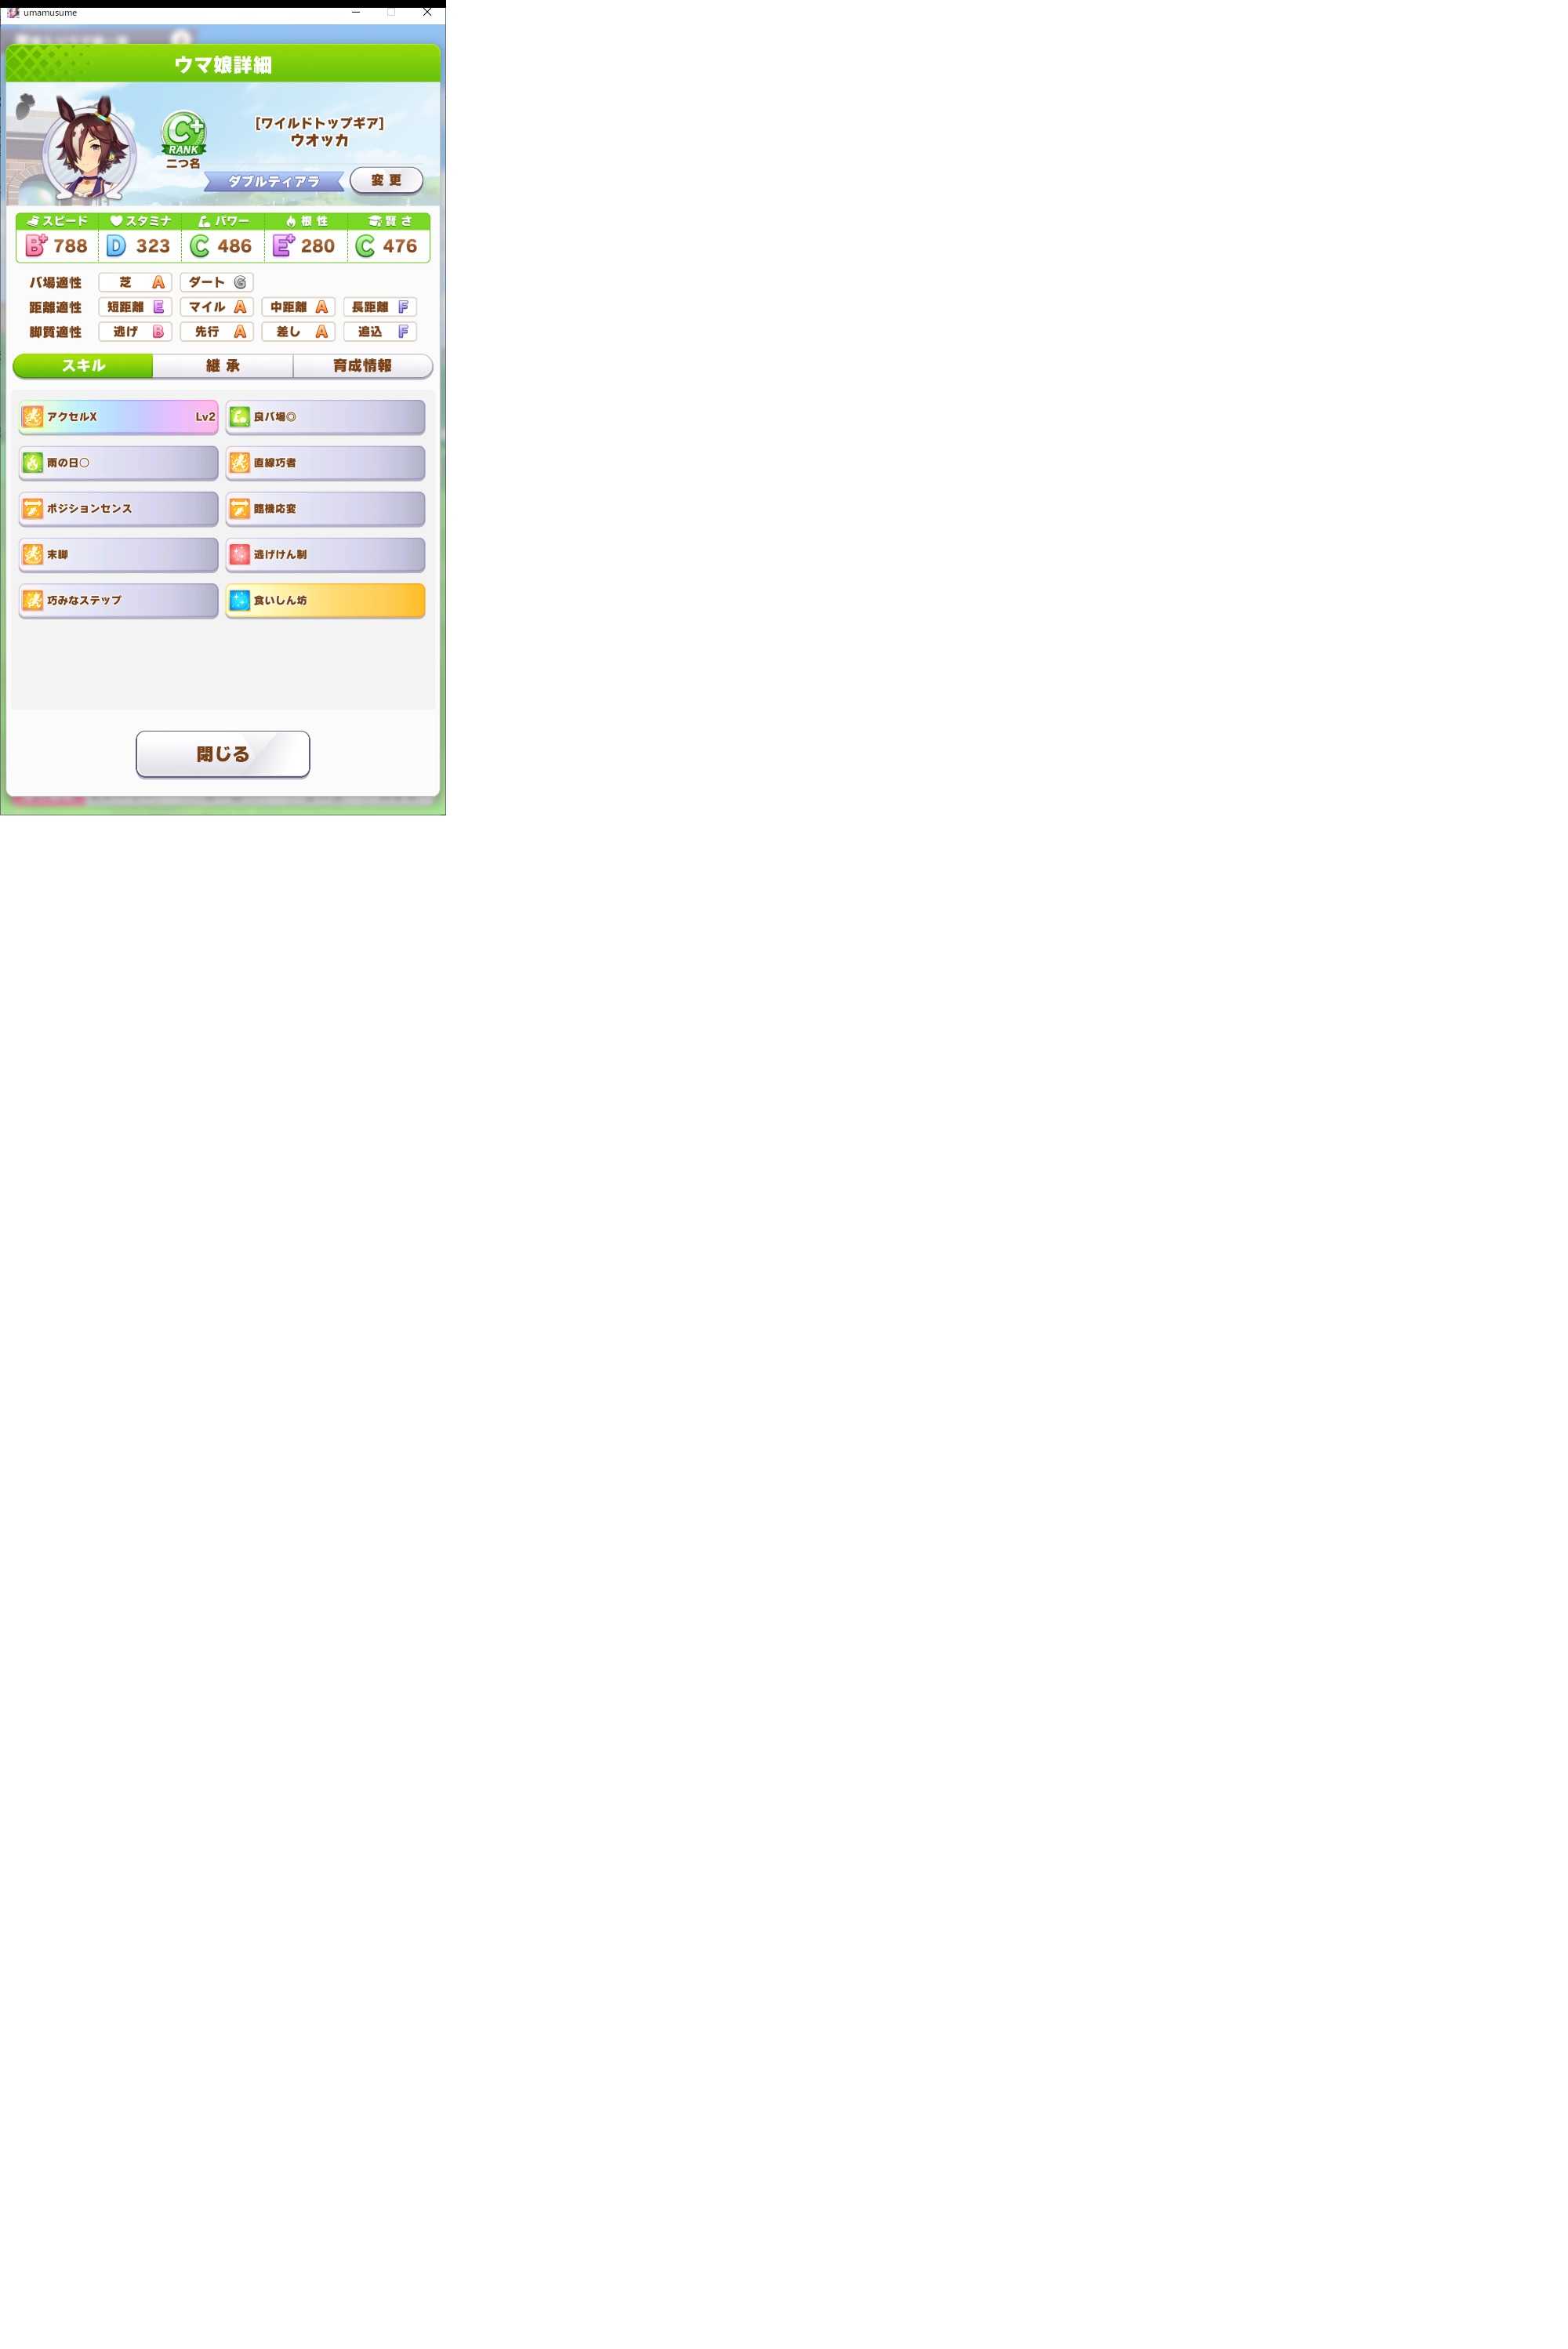 umamusume
ウマ娘詳細
C+
RANK
[ワイルドトップギア]
ウオッカ
二つ名
ダブルティアラ
変更
スピード スタミナ パワー 根性 賢さ
B+ 788 D 323 C 486 E+ 280 C 476
バ場適性 芝 A ダート G
距離適性 短距離 E マイル A 中距離 A 長距離 F
脚質適性 逃げ B 先行 A 差し A 追込 F
スキル 継承 育成情報
アクセルX Lv2 良バ場◎
雨の日○ 直線巧者
ポジションセンス 臨機応変
末脚 逃げけん制
巧みなステップ 食いしん坊
閉じる